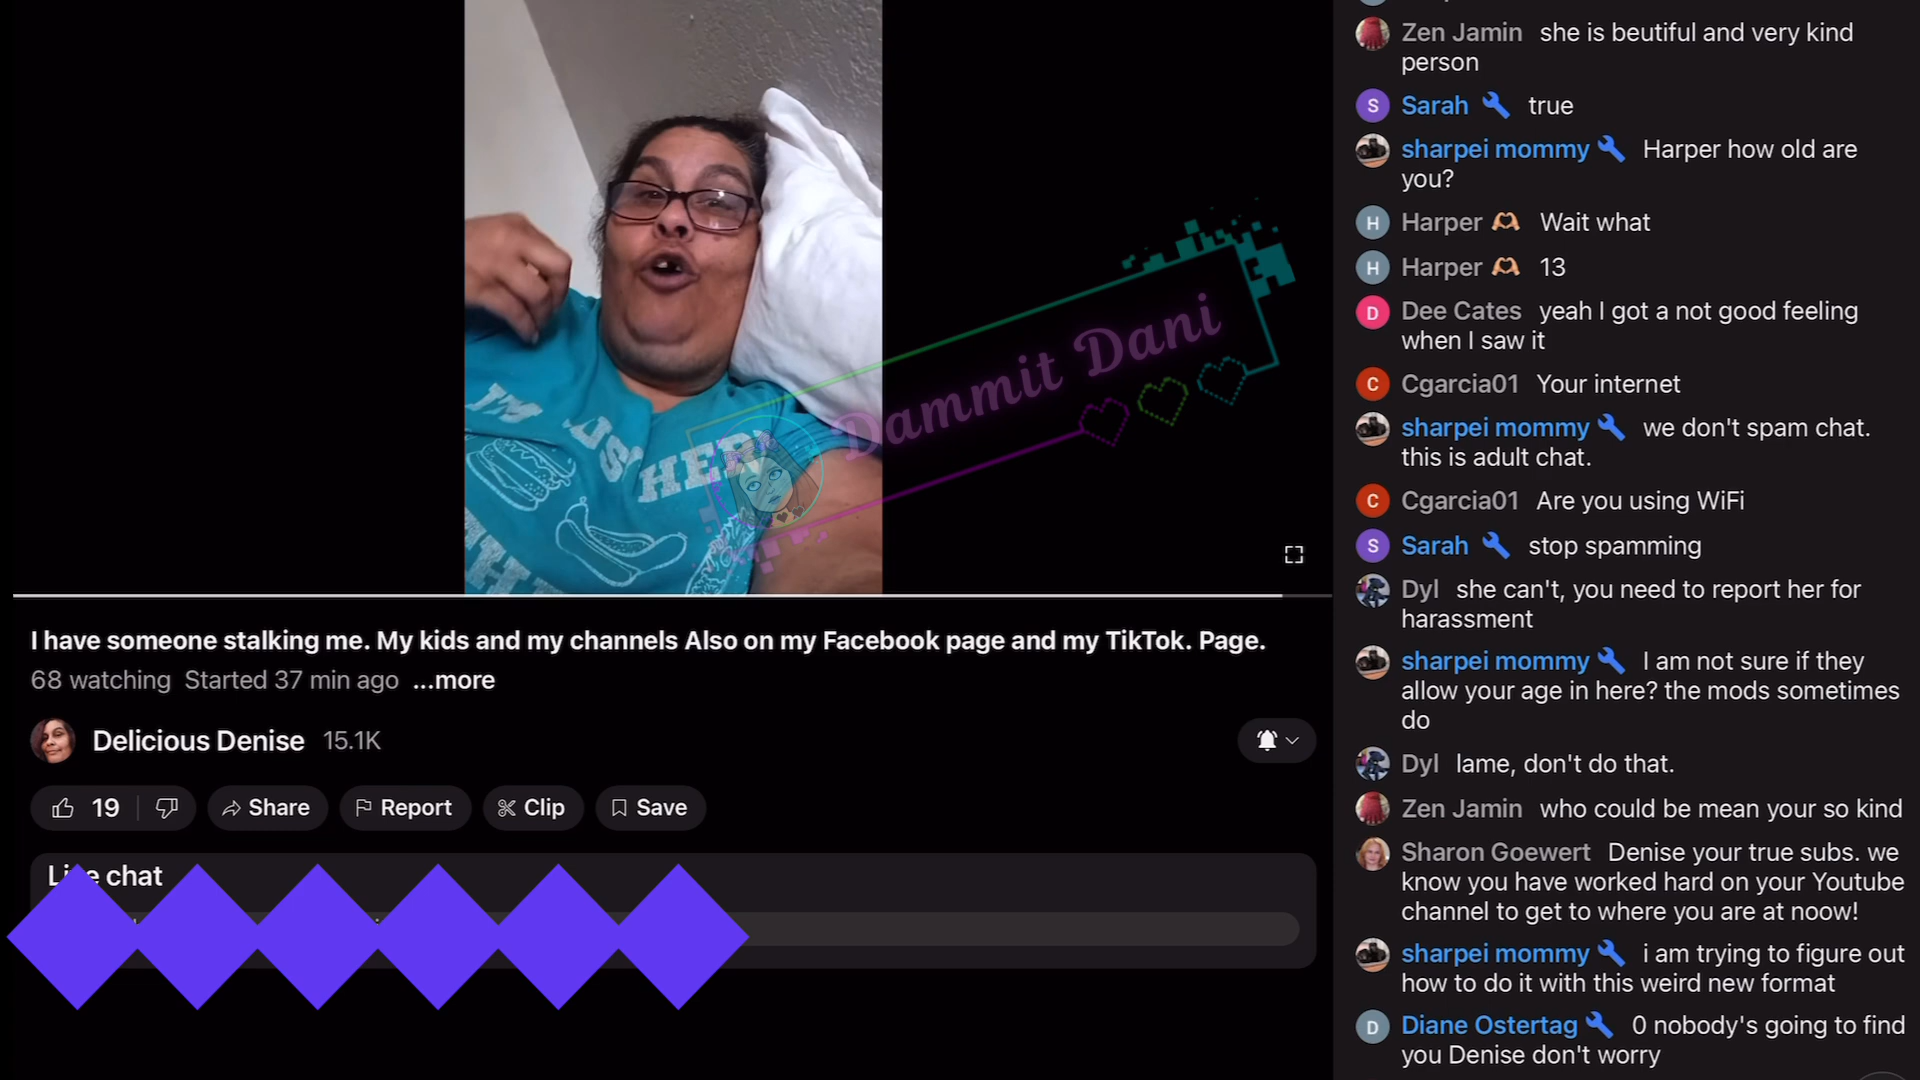 I'M JUST HERE
Dammit Dani
I have someone stalking me. My kids and my channels Also on my Facebook page and my TikTok. Page.
68 watching Started 37 min ago ...more
Delicious Denise 15.1K
19 Share Report Clip Save
chat
Zen Jamin she is beutiful and very kind
person
S Sarah true
sharpei mommy Harper how old are
you?
H Harper Wait what
H Harper 13
D Dee Cates yeah I got a not good feeling
when I saw it
C Cgarcia01 Your internet
sharpei mommy we don't spam chat.
this is adult chat.
C Cgarcia01 Are you using WiFi
S Sarah stop spamming
Dyl she can't, you need to report her for
harassment
sharpei mommy I am not sure if they
allow your age in here? the mods sometimes
do
Dyl lame, don't do that.
Zen Jamin who could be mean your so kind
Sharon Goewert Denise your true subs. we
know you have worked hard on your Youtube
channel to get to where you are at noow!
sharpei mommy i am trying to figure out
how to do it with this weird new format
D Diane Ostertag 0 nobody's going to find
you Denise don't worry